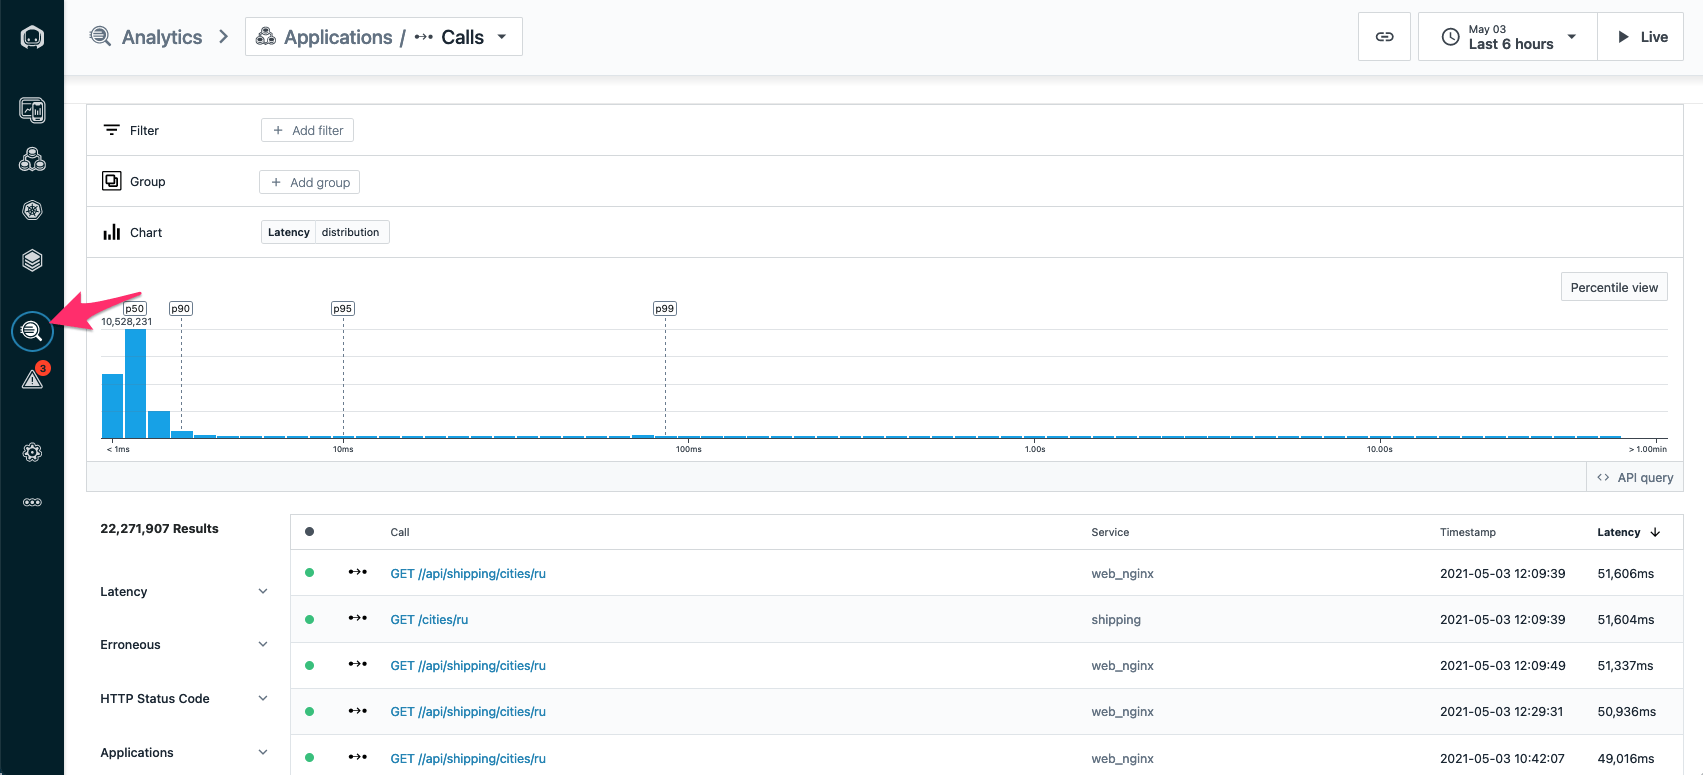 Analytics
Applications / Calls
May 03
Last 6 hours
Live
Filter
+ Add filter
Group
+ Add group
Chart
Latency distribution
Percentile view
p50 p90 p95 p99
10,528,231
< 1ms 10ms 100ms 1.00s 10.00s > 1.00min
<> API query
22,271,907 Results
Latency
Erroneous
HTTP Status Code
Applications
Call Service Timestamp Latency ↓
GET //api/shipping/cities/ru web_nginx 2021-05-03 12:09:39 51,606ms
GET /cities/ru shipping 2021-05-03 12:09:39 51,604ms
GET //api/shipping/cities/ru web_nginx 2021-05-03 12:09:49 51,337ms
GET //api/shipping/cities/ru web_nginx 2021-05-03 12:29:31 50,936ms
GET //api/shipping/cities/ru web_nginx 2021-05-03 10:42:07 49,016ms
3